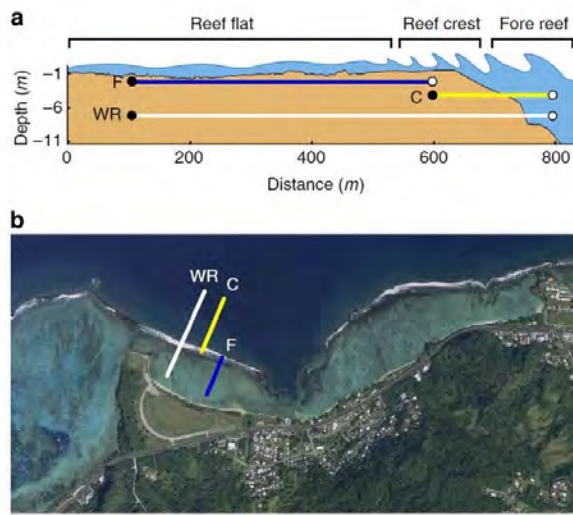 a
Reef flat
Reef crest
Fore reef
Depth (m)
−1
−6
−11
F
C
WR
0
200
400
600
800
Distance (m)
b
WR
C
F